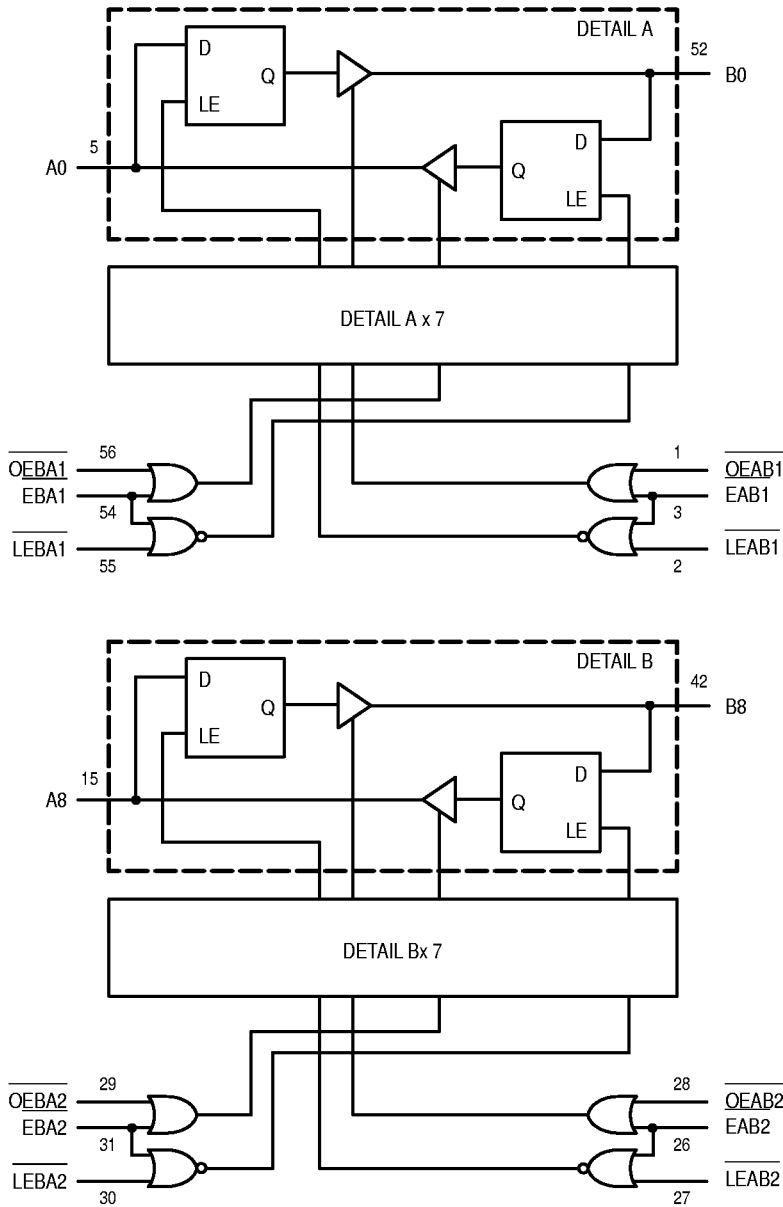 DETAIL A
52
D
Q
B0
LE
5
D
A0
Q
LE
DETAIL A x 7
56
1
OEBA1
OEAB1
EBA1
EAB1
54
3
LEBA1
LEAB1
55
2
DETAIL B
42
D
Q
B8
LE
15
D
A8
Q
LE
DETAIL Bx 7
29
28
OEBA2
OEAB2
EBA2
EAB2
31
26
LEBA2
LEAB2
30
27